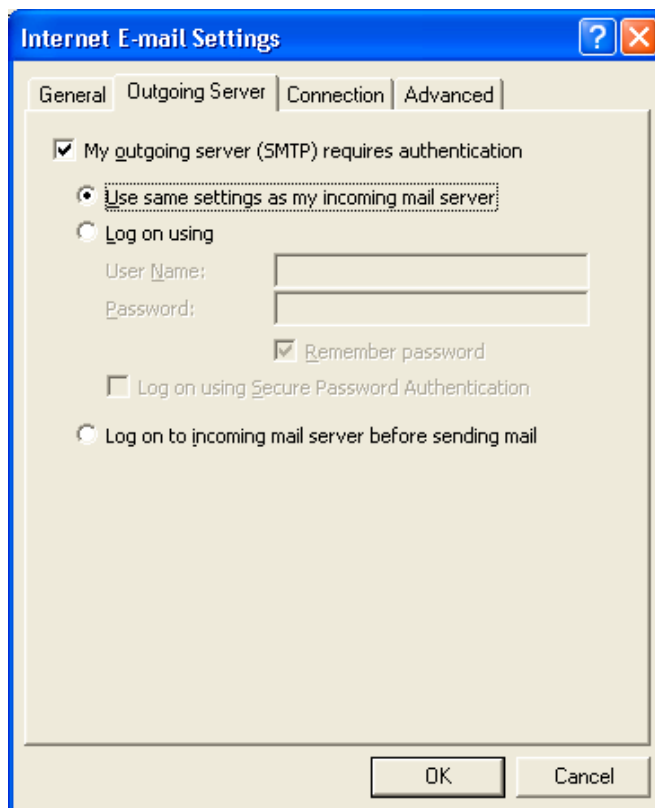 Internet E-mail Settings
General Outgoing Server Connection Advanced
My outgoing server (SMTP) requires authentication
Use same settings as my incoming mail server
Log on using
User Name:
Password:
Remember password
Log on using Secure Password Authentication
Log on to incoming mail server before sending mail
OK Cancel